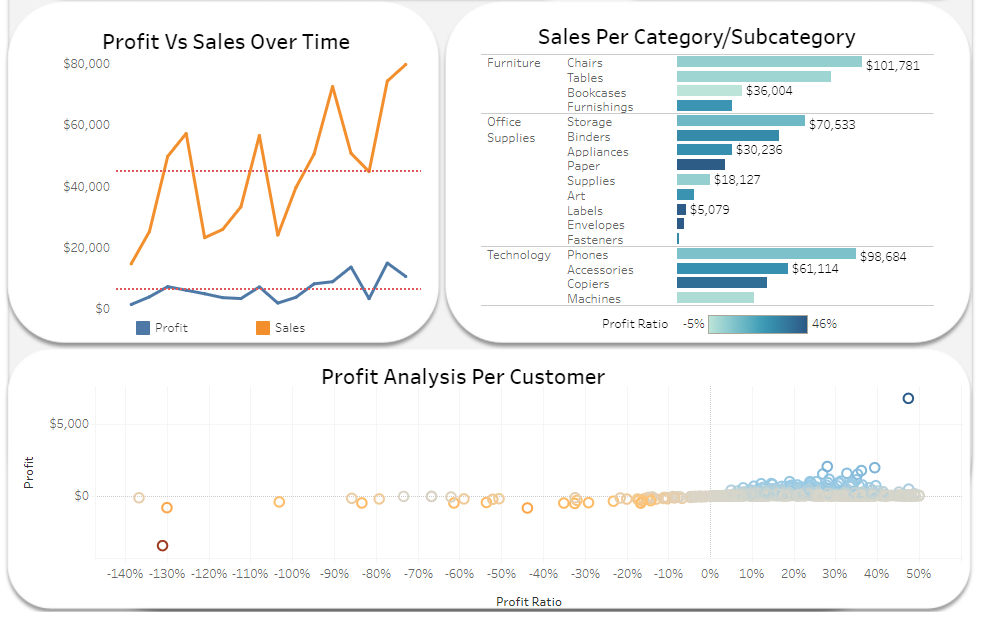 Profit Vs Sales Over Time
$80,000
$60,000
$40,000
$20,000
$0
Profit
Sales
Sales Per Category/Subcategory
Furniture
Chairs
$101,781
Tables
Bookcases
$36,004
Furnishings
Office
Supplies
Storage
$70,533
Binders
Appliances
$30,236
Paper
Supplies
$18,127
Art
Labels
$5,079
Envelopes
Fasteners
Technology
Phones
$98,684
Accessories
$61,114
Copiers
Machines
Profit Ratio
-5%
46%
Profit Analysis Per Customer
Profit
$5,000
$0
-140% -130% -120% -110% -100% -90% -80% -70% -60% -50% -40% -30% -20% -10% 0% 10% 20% 30% 40% 50%
Profit Ratio